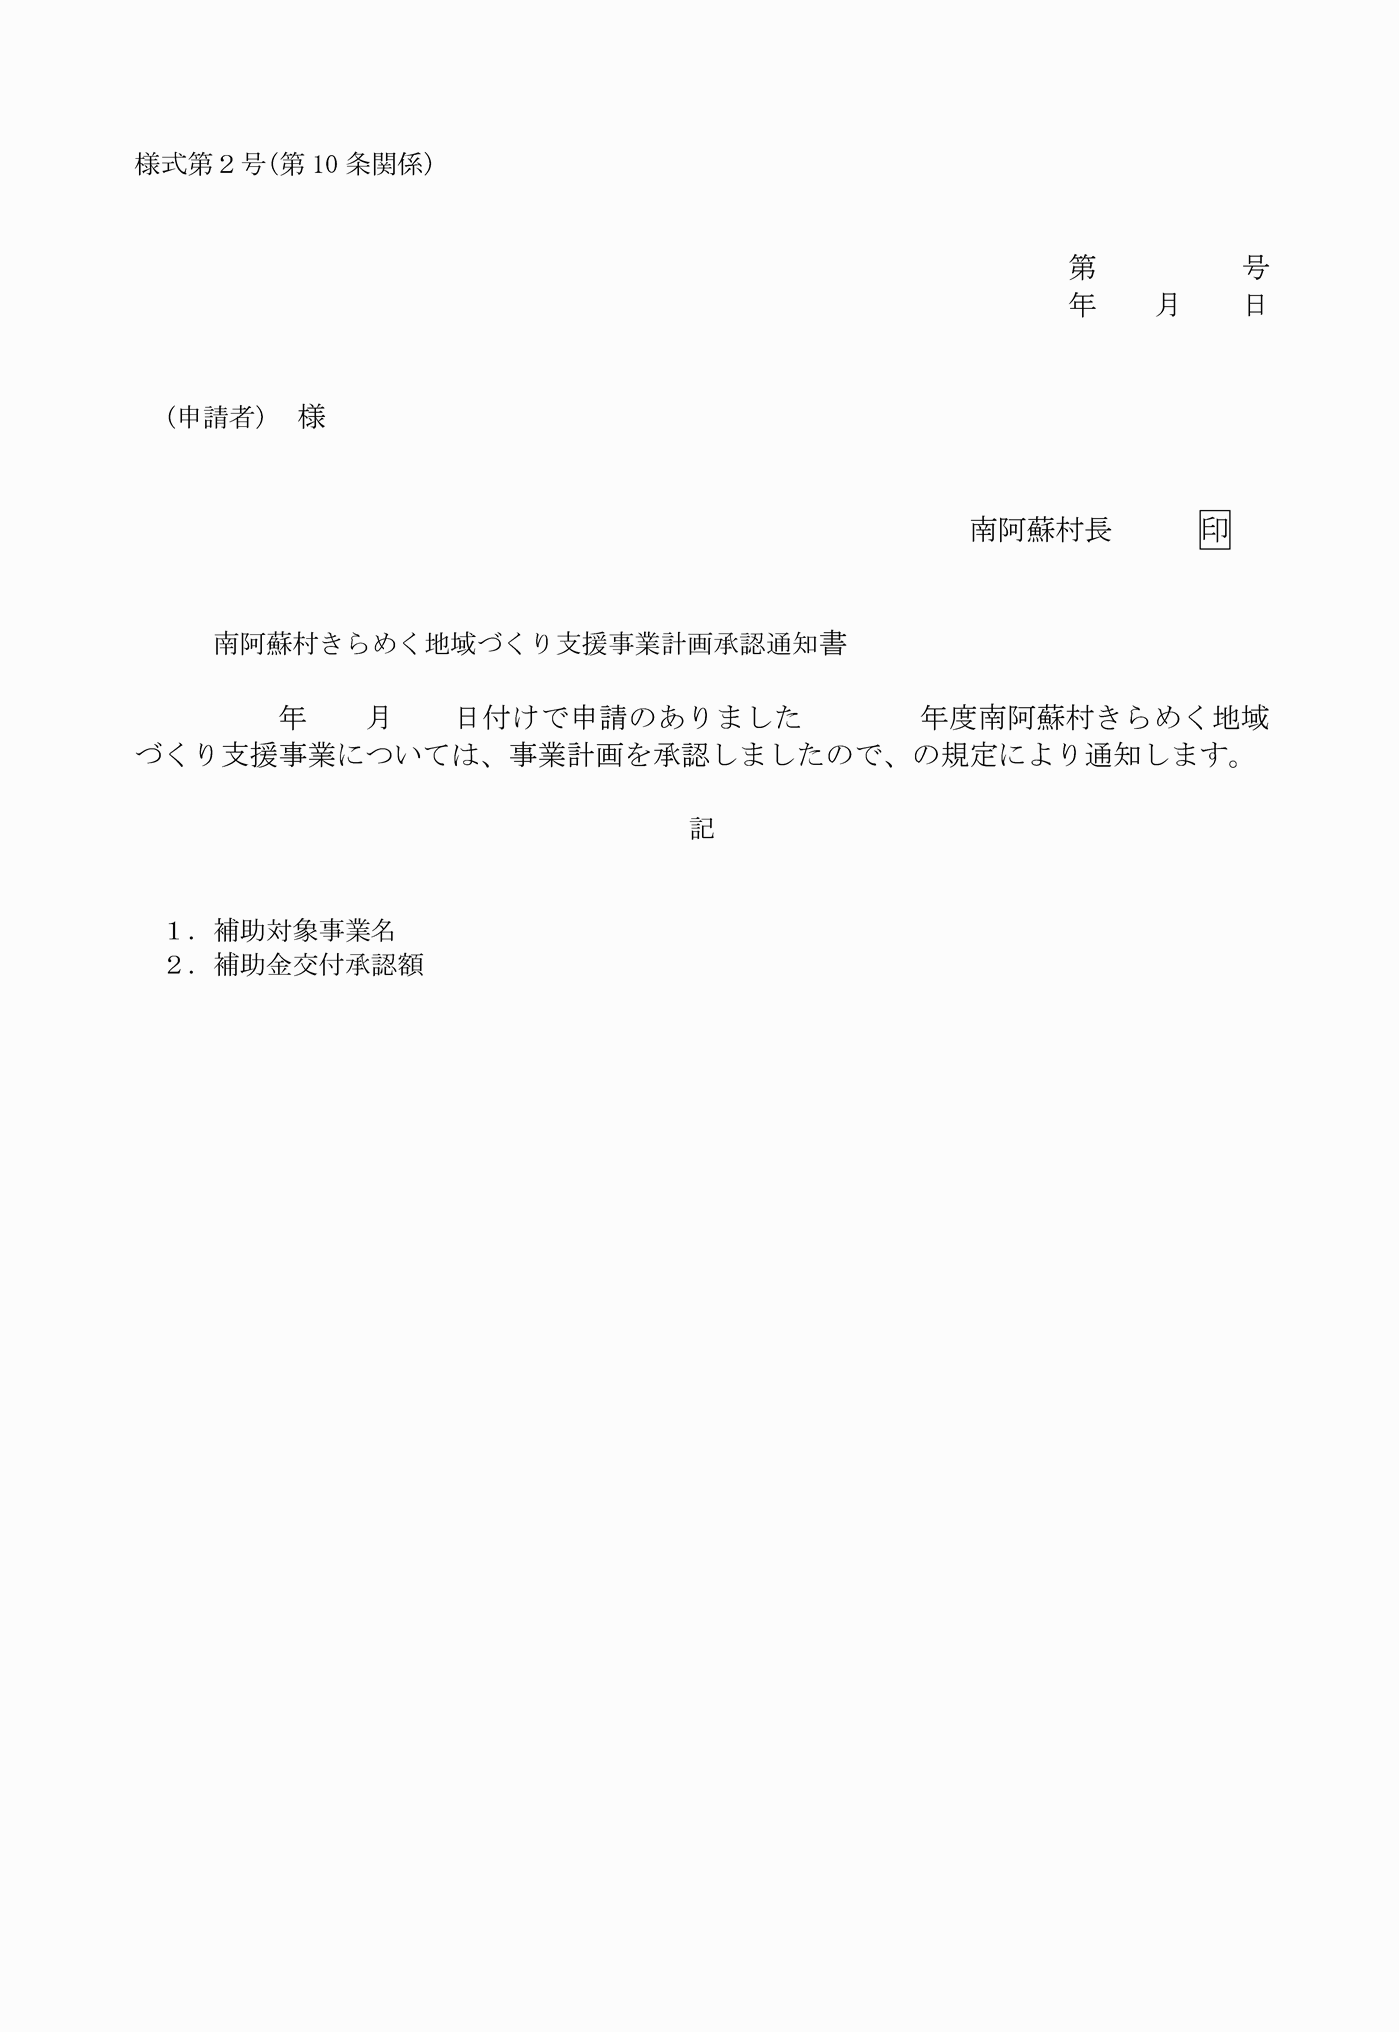 様式第２号（第 10 条関係）
第　　　　　号
年　　月　　日
（申請者）　様
南阿蘇村長　　　印
南阿蘇村きらめく地域づくり支援事業計画承認通知書
年　　月　　日付けで申請のありました　　　　年度南阿蘇村きらめく地域
づくり支援事業については、事業計画を承認しましたので、の規定により通知します。
記
１．補助対象事業名
２．補助金交付承認額